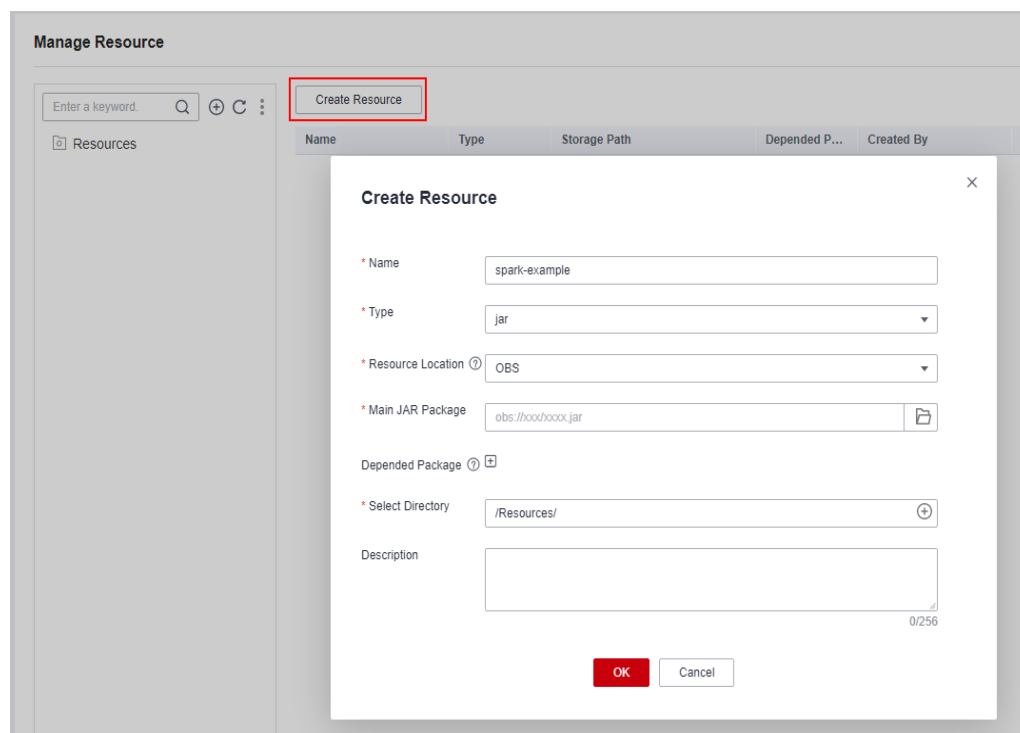 Manage Resource
Enter a keyword.
Create Resource
Resources
Name Type Storage Path Depended P... Created By
Create Resource
* Name
spark-example
* Type
jar
* Resource Location
OBS
* Main JAR Package
obs://xxx/xxxx.jar
Depended Package
* Select Directory
/Resources/
Description
0/256
OK Cancel